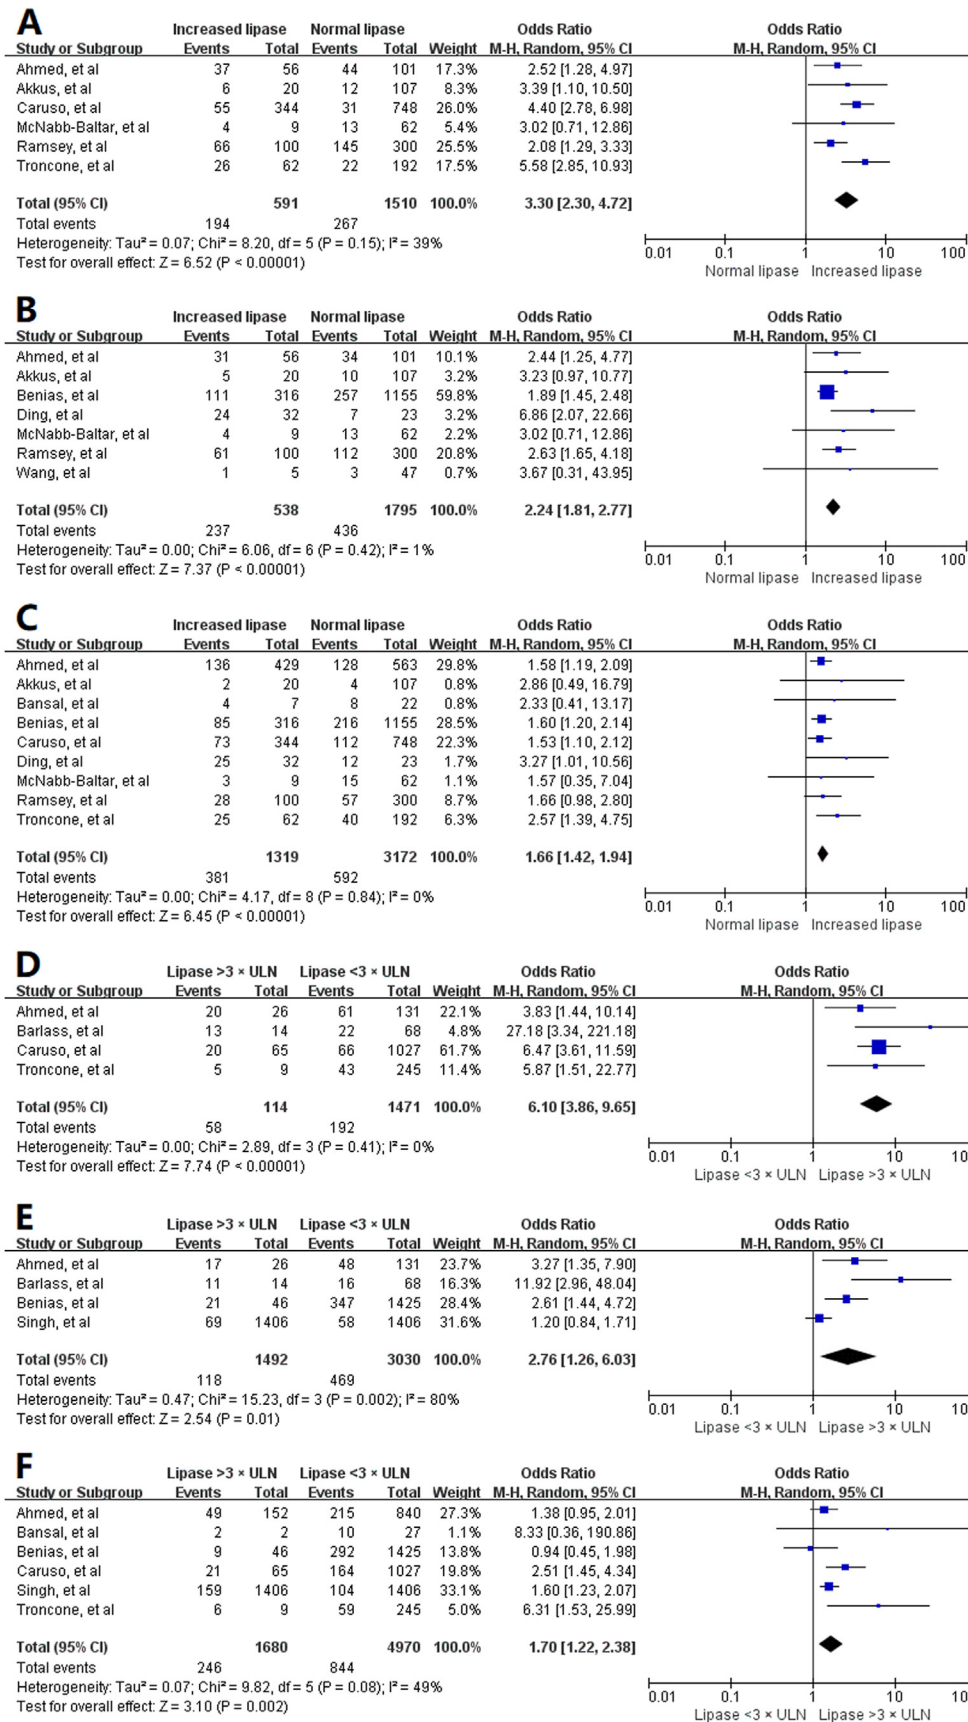 A
Increased lipase Normal lipase Odds Ratio Odds Ratio
Study or Subgroup Events Total Events Total Weight M-H, Random, 95% CI M-H, Random, 95% CI
Ahmed, et al 37 56 44 101 17.3% 2.52 [1.28, 4.97]
Akkus, et al 6 20 12 107 8.3% 3.39 [1.10, 10.50]
Caruso, et al 55 344 31 748 26.0% 4.40 [2.78, 6.98]
McNabb-Baltar, et al 4 9 13 62 5.4% 3.02 [0.71, 12.86]
Ramsey, et al 66 100 145 300 25.5% 2.08 [1.29, 3.33]
Troncone, et al 26 62 22 192 17.5% 5.58 [2.85, 10.93]
Total (95% CI) 591 1510 100.0% 3.30 [2.30, 4.72]
Total events 194 267
Heterogeneity: Tau² = 0.07; Chi² = 8.20, df = 5 (P = 0.15); I² = 39%
Test for overall effect: Z = 6.52 (P < 0.00001)
0.01 0.1 1 10 100
Normal lipase Increased lipase
B
Increased lipase Normal lipase Odds Ratio Odds Ratio
Study or Subgroup Events Total Events Total Weight M-H, Random, 95% CI M-H, Random, 95% CI
Ahmed, et al 31 56 34 101 10.1% 2.44 [1.25, 4.77]
Akkus, et al 5 20 10 107 3.2% 3.23 [0.97, 10.77]
Benias, et al 111 316 257 1155 59.8% 1.89 [1.45, 2.48]
Ding, et al 24 32 7 23 3.2% 6.86 [2.07, 22.66]
McNabb-Baltar, et al 4 9 13 62 2.2% 3.02 [0.71, 12.86]
Ramsey, et al 61 100 112 300 20.8% 2.63 [1.65, 4.18]
Wang, et al 1 5 3 47 0.7% 3.67 [0.31, 43.95]
Total (95% CI) 538 1795 100.0% 2.24 [1.81, 2.77]
Total events 237 436
Heterogeneity: Tau² = 0.00; Chi² = 6.06, df = 6 (P = 0.42); I² = 1%
Test for overall effect: Z = 7.37 (P < 0.00001)
0.01 0.1 1 10 100
Normal lipase Increased lipase
C
Increased lipase Normal lipase Odds Ratio Odds Ratio
Study or Subgroup Events Total Events Total Weight M-H, Random, 95% CI M-H, Random, 95% CI
Ahmed, et al 136 429 128 563 29.8% 1.58 [1.19, 2.09]
Akkus, et al 2 20 4 107 0.8% 2.86 [0.49, 16.79]
Bansal, et al 4 7 8 22 0.8% 2.33 [0.41, 13.17]
Benias, et al 85 316 216 1155 28.5% 1.60 [1.20, 2.14]
Caruso, et al 73 344 112 748 22.3% 1.53 [1.10, 2.12]
Ding, et al 25 32 12 23 1.7% 3.27 [1.01, 10.56]
McNabb-Baltar, et al 3 9 15 62 1.1% 1.57 [0.35, 7.04]
Ramsey, et al 28 100 57 300 8.7% 1.66 [0.98, 2.80]
Troncone, et al 25 62 40 192 6.3% 2.57 [1.39, 4.75]
Total (95% CI) 1319 3172 100.0% 1.66 [1.42, 1.94]
Total events 381 592
Heterogeneity: Tau² = 0.00; Chi² = 4.17, df = 8 (P = 0.84); I² = 0%
Test for overall effect: Z = 6.45 (P < 0.00001)
0.01 0.1 1 10 100
Normal lipase Increased lipase
D
Lipase >3 × ULN Lipase <3 × ULN Odds Ratio Odds Ratio
Study or Subgroup Events Total Events Total Weight M-H, Random, 95% CI M-H, Random, 95% CI
Ahmed, et al 20 26 61 131 22.1% 3.83 [1.44, 10.14]
Barlass, et al 13 14 22 68 4.8% 27.18 [3.34, 221.18]
Caruso, et al 20 65 66 1027 61.7% 6.47 [3.61, 11.59]
Troncone, et al 5 9 43 245 11.4% 5.87 [1.51, 22.77]
Total (95% CI) 114 1471 100.0% 6.10 [3.86, 9.65]
Total events 58 192
Heterogeneity: Tau² = 0.00; Chi² = 2.89, df = 3 (P = 0.41); I² = 0%
Test for overall effect: Z = 7.74 (P < 0.00001)
0.01 0.1 1 10 10
Lipase <3 × ULN Lipase >3 × ULN
E
Lipase >3 × ULN Lipase <3 × ULN Odds Ratio Odds Ratio
Study or Subgroup Events Total Events Total Weight M-H, Random, 95% CI M-H, Random, 95% CI
Ahmed, et al 17 26 48 131 23.7% 3.27 [1.35, 7.90]
Barlass, et al 11 14 16 68 16.3% 11.92 [2.96, 48.04]
Benias, et al 21 46 347 1425 28.4% 2.61 [1.44, 4.72]
Singh, et al 69 1406 58 1406 31.6% 1.20 [0.84, 1.71]
Total (95% CI) 1492 3030 100.0% 2.76 [1.26, 6.03]
Total events 118 469
Heterogeneity: Tau² = 0.47; Chi² = 15.23, df = 3 (P = 0.002); I² = 80%
Test for overall effect: Z = 2.54 (P = 0.01)
0.01 0.1 1 10 10
Lipase <3 × ULN Lipase >3 × ULN
F
Lipase >3 × ULN Lipase <3 × ULN Odds Ratio Odds Ratio
Study or Subgroup Events Total Events Total Weight M-H, Random, 95% CI M-H, Random, 95% CI
Ahmed, et al 49 152 215 840 27.3% 1.38 [0.95, 2.01]
Bansal, et al 2 2 10 27 1.1% 8.33 [0.36, 190.86]
Benias, et al 9 46 292 1425 13.8% 0.94 [0.45, 1.98]
Caruso, et al 21 65 164 1027 19.8% 2.51 [1.45, 4.34]
Singh, et al 159 1406 104 1406 33.1% 1.60 [1.23, 2.07]
Troncone, et al 6 9 59 245 5.0% 6.31 [1.53, 25.99]
Total (95% CI) 1680 4970 100.0% 1.70 [1.22, 2.38]
Total events 246 844
Heterogeneity: Tau² = 0.07; Chi² = 9.82, df = 5 (P = 0.08); I² = 49%
Test for overall effect: Z = 3.10 (P = 0.002)
0.01 0.1 1 10 10
Lipase <3 × ULN Lipase >3 × ULN